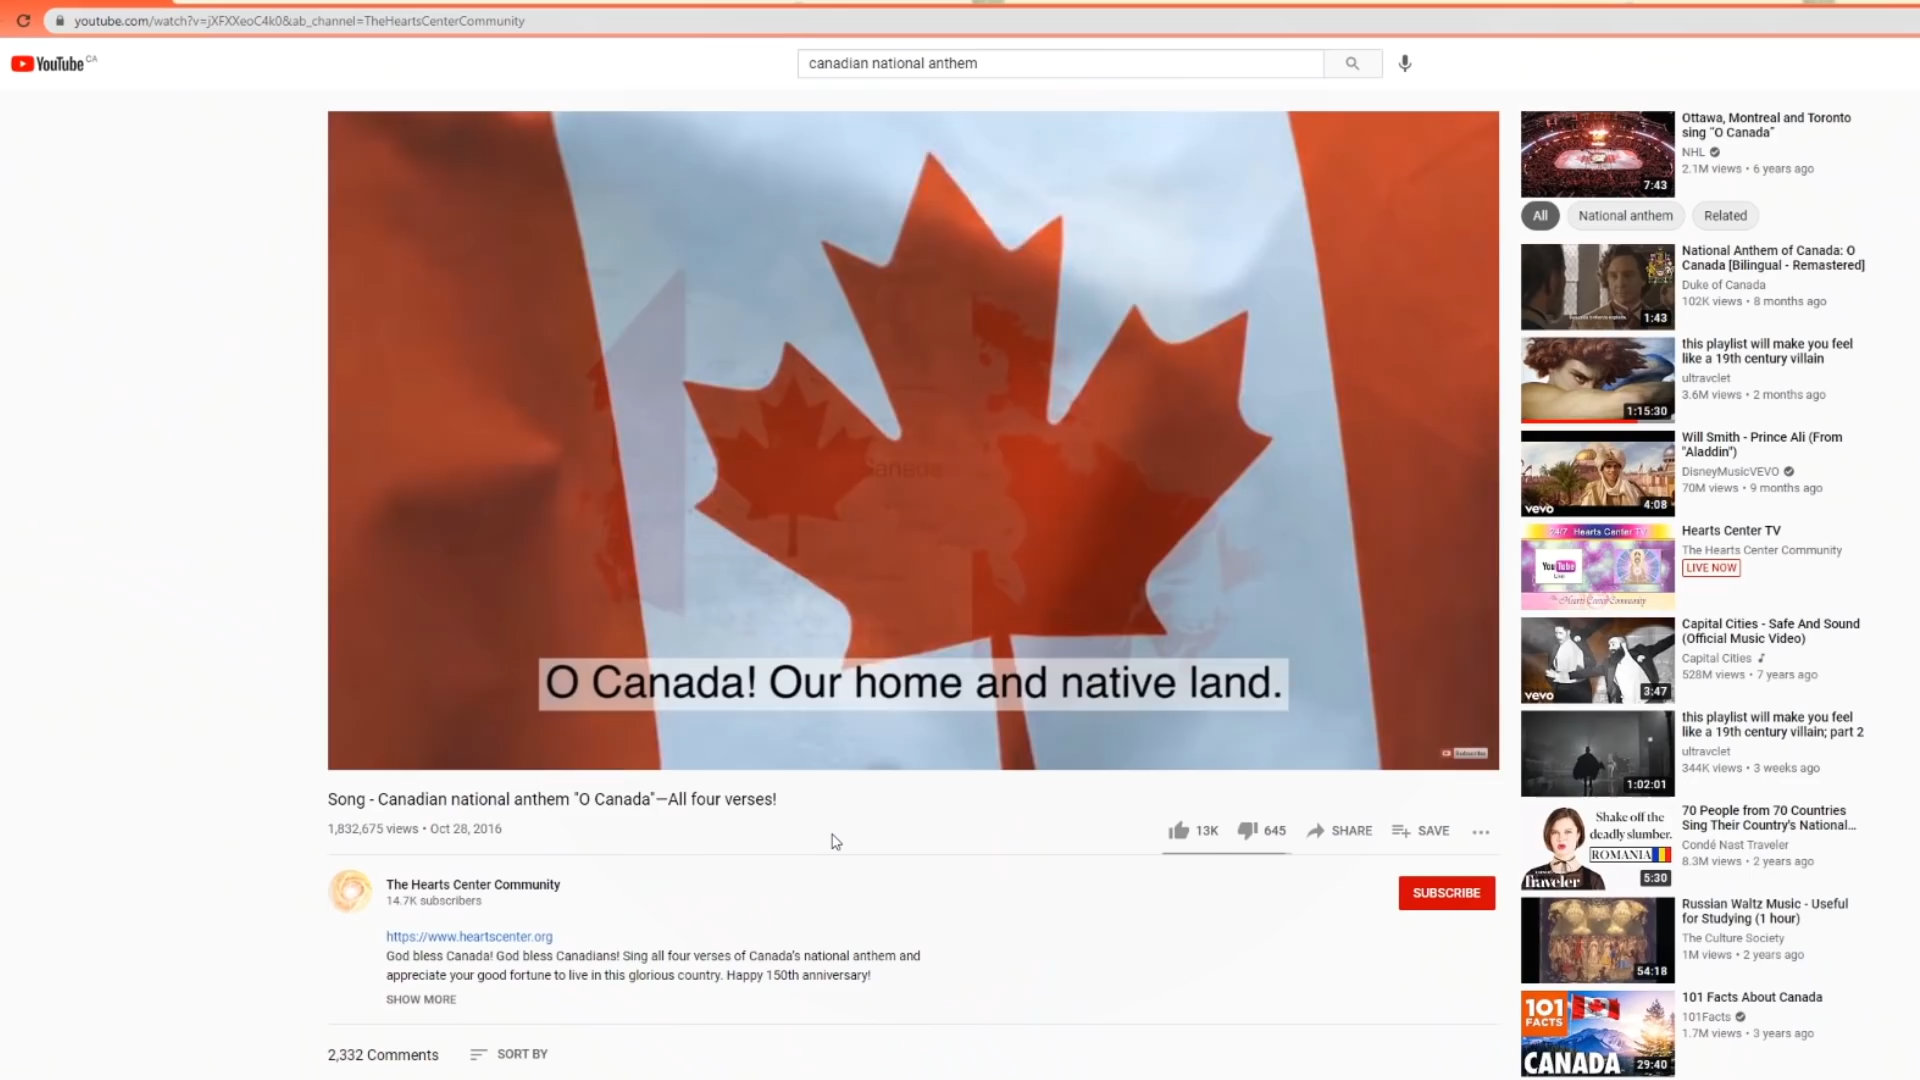 youtube.com/watch?v=jXFXXeoC4k0&ab_channel=TheHeartsCenterCommunity
YouTube CA
canadian national anthem
Canada
O Canada! Our home and native land.
Subscribe
Song - Canadian national anthem "O Canada"—All four verses!
1,832,675 views • Oct 28, 2016
13K
645
SHARE
SAVE
The Hearts Center Community
14.7K subscribers
SUBSCRIBE
https://www.heartscenter.org
God bless Canada! God bless Canadians! Sing all four verses of Canada's national anthem and
appreciate your good fortune to live in this glorious country. Happy 150th anniversary!
SHOW MORE
2,332 Comments
SORT BY
7:43
Ottawa, Montreal and Toronto
sing "O Canada"
NHL
2.1M views • 6 years ago
All
National anthem
Related
1:43
National Anthem of Canada: O
Canada [Bilingual - Remastered]
Duke of Canada
102K views • 8 months ago
1:15:30
this playlist will make you feel
like a 19th century villain
ultravclet
3.6M views • 2 months ago
vevo
4:08
Will Smith - Prince Ali (From
"Aladdin")
DisneyMusicVEVO
70M views • 9 months ago
24/7 Hearts Center TV
YouTube
Live
The Hearts Center Community
Hearts Center TV
The Hearts Center Community
LIVE NOW
vevo
3:47
Capital Cities - Safe And Sound
(Official Music Video)
Capital Cities
528M views • 7 years ago
1:02:01
this playlist will make you feel
like a 19th century villain; part 2
ultravclet
344K views • 3 weeks ago
Shake off the
deadly slumber.
ROMANIA
Traveler
5:30
70 People from 70 Countries
Sing Their Country's National...
Condé Nast Traveler
8.3M views • 2 years ago
54:18
Russian Waltz Music - Useful
for Studying (1 hour)
The Culture Society
1M views • 2 years ago
101
FACTS
CANADA
29:40
101 Facts About Canada
101Facts
1.7M views • 3 years ago